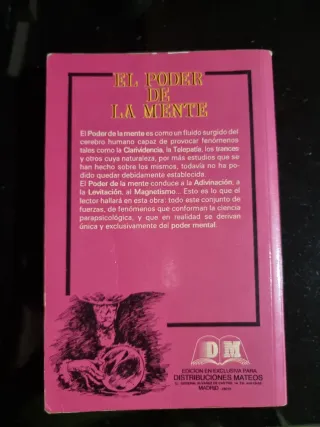 EL PODER
DE
LA MENTE
El Poder de la mente es como un fluido surgido del
cerebro humano capaz de provocar fenómenos
tales como la Clarividencia, la Telepatía, los trances
y otros cuya naturaleza, por más estudios que se
han hecho sobre los mismos, todavía no ha po-
dido quedar debidamente establecida.
El Poder de la mente conduce a la Adivinación, a
la Levitación, al Magnetismo... Esto es lo que el
lector hallará en esta obra: todo este conjunto de
fuerzas, de fenómenos que conforman la ciencia
parapsicológica, y que en realidad se derivan
única y exclusivamente del poder mental.
DM
EDICION EN EXCLUSIVA PARA
DISTRIBUCIONES MATEOS
MADRID